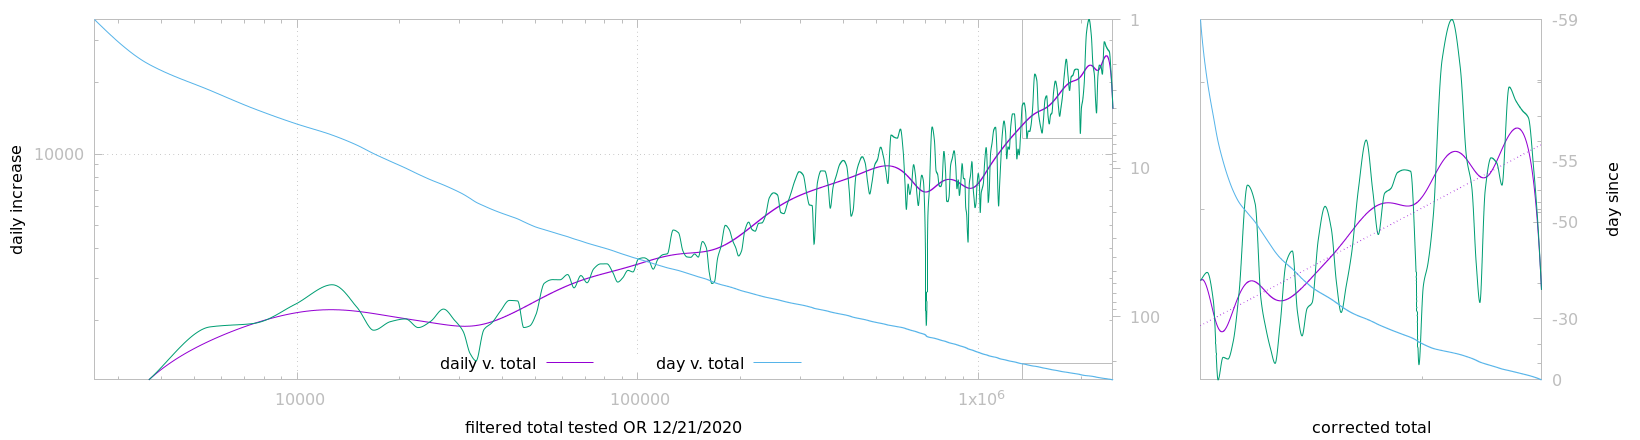 daily increase
10000
daily v. total
day v. total
10000
100000
1x10⁶
filtered total tested OR 12/21/2020
1
10
100
-59
-55
-50
-30
0
day since
corrected total